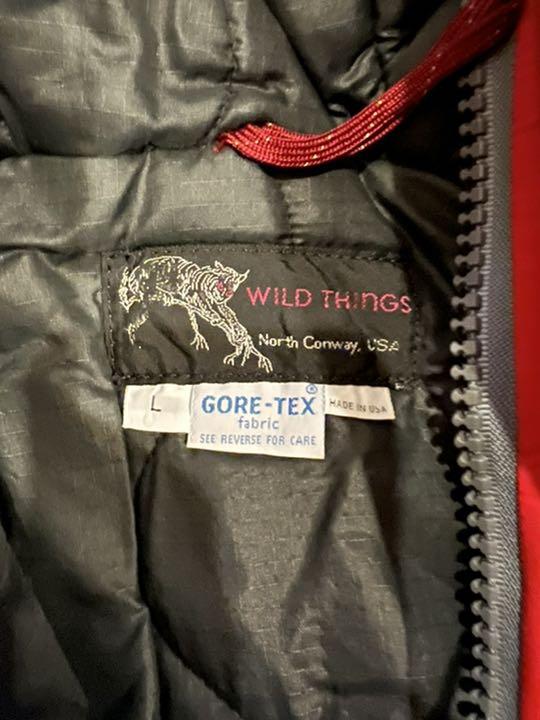 WILD THINGS
North Conway, USA
L
GORE-TEX®
fabric
SEE REVERSE FOR CARE
MADE IN USA